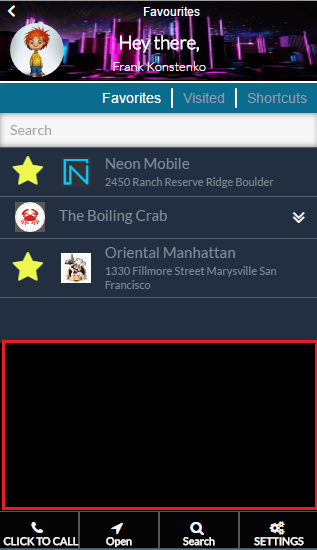 Favourites
Hey there,
Frank Konstenko
Favorites Visited Shortcuts
Search
Neon Mobile
2450 Ranch Reserve Ridge Boulder
The Boiling Crab
Oriental Manhattan
1330 Fillmore Street Marysville San
Francisco
CLICK TO CALL Open Search SETTINGS